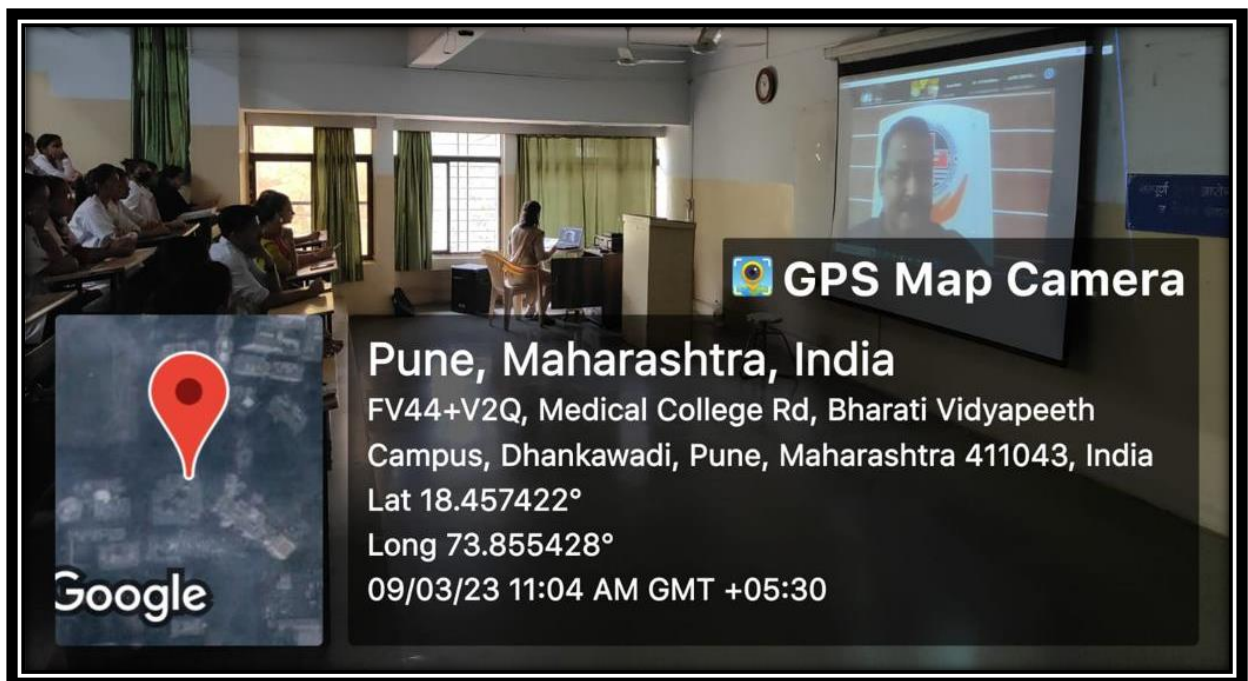 GPS Map Camera
Pune, Maharashtra, India
FV44+V2Q, Medical College Rd, Bharati Vidyapeeth
Campus, Dhankawadi, Pune, Maharashtra 411043, India
Lat 18.457422°
Long 73.855428°
09/03/23 11:04 AM GMT +05:30
Google